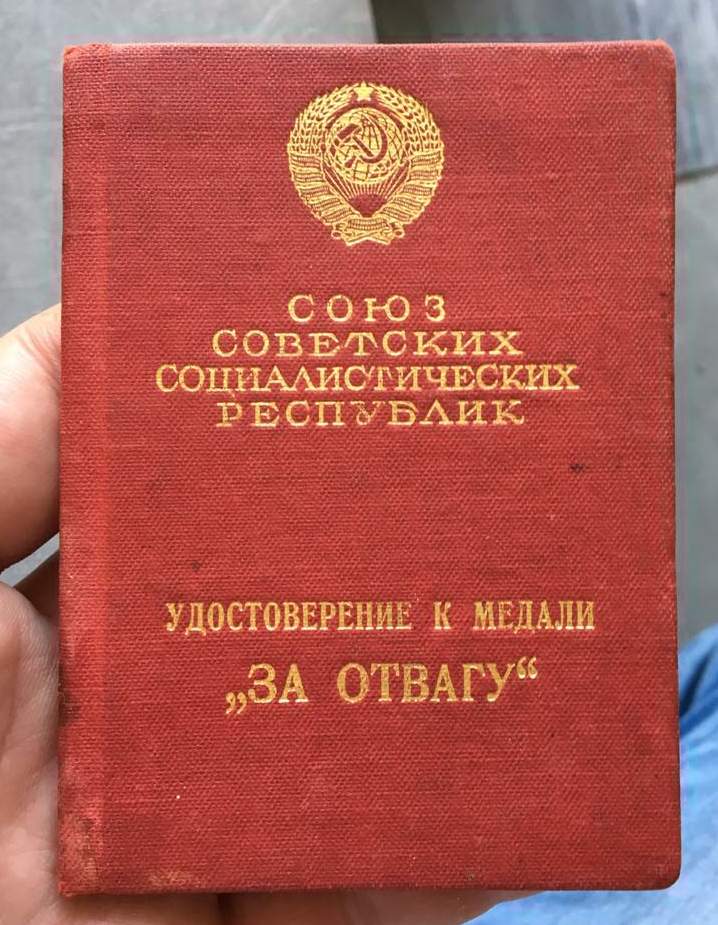 СОЮЗ
СОВЕТСКИХ
СОЦИАЛИСТИЧЕСКИХ
РЕСПУБЛИК
УДОСТОВЕРЕНИЕ К МЕДАЛИ
„ЗА ОТВАГУ“